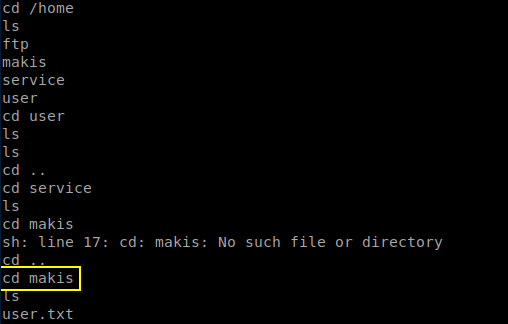 cd /home
ls
ftp
makis
service
user
cd user
ls
ls
cd ..
cd service
ls
cd makis
sh: line 17: cd: makis: No such file or directory
cd ..
cd makis
ls
user.txt